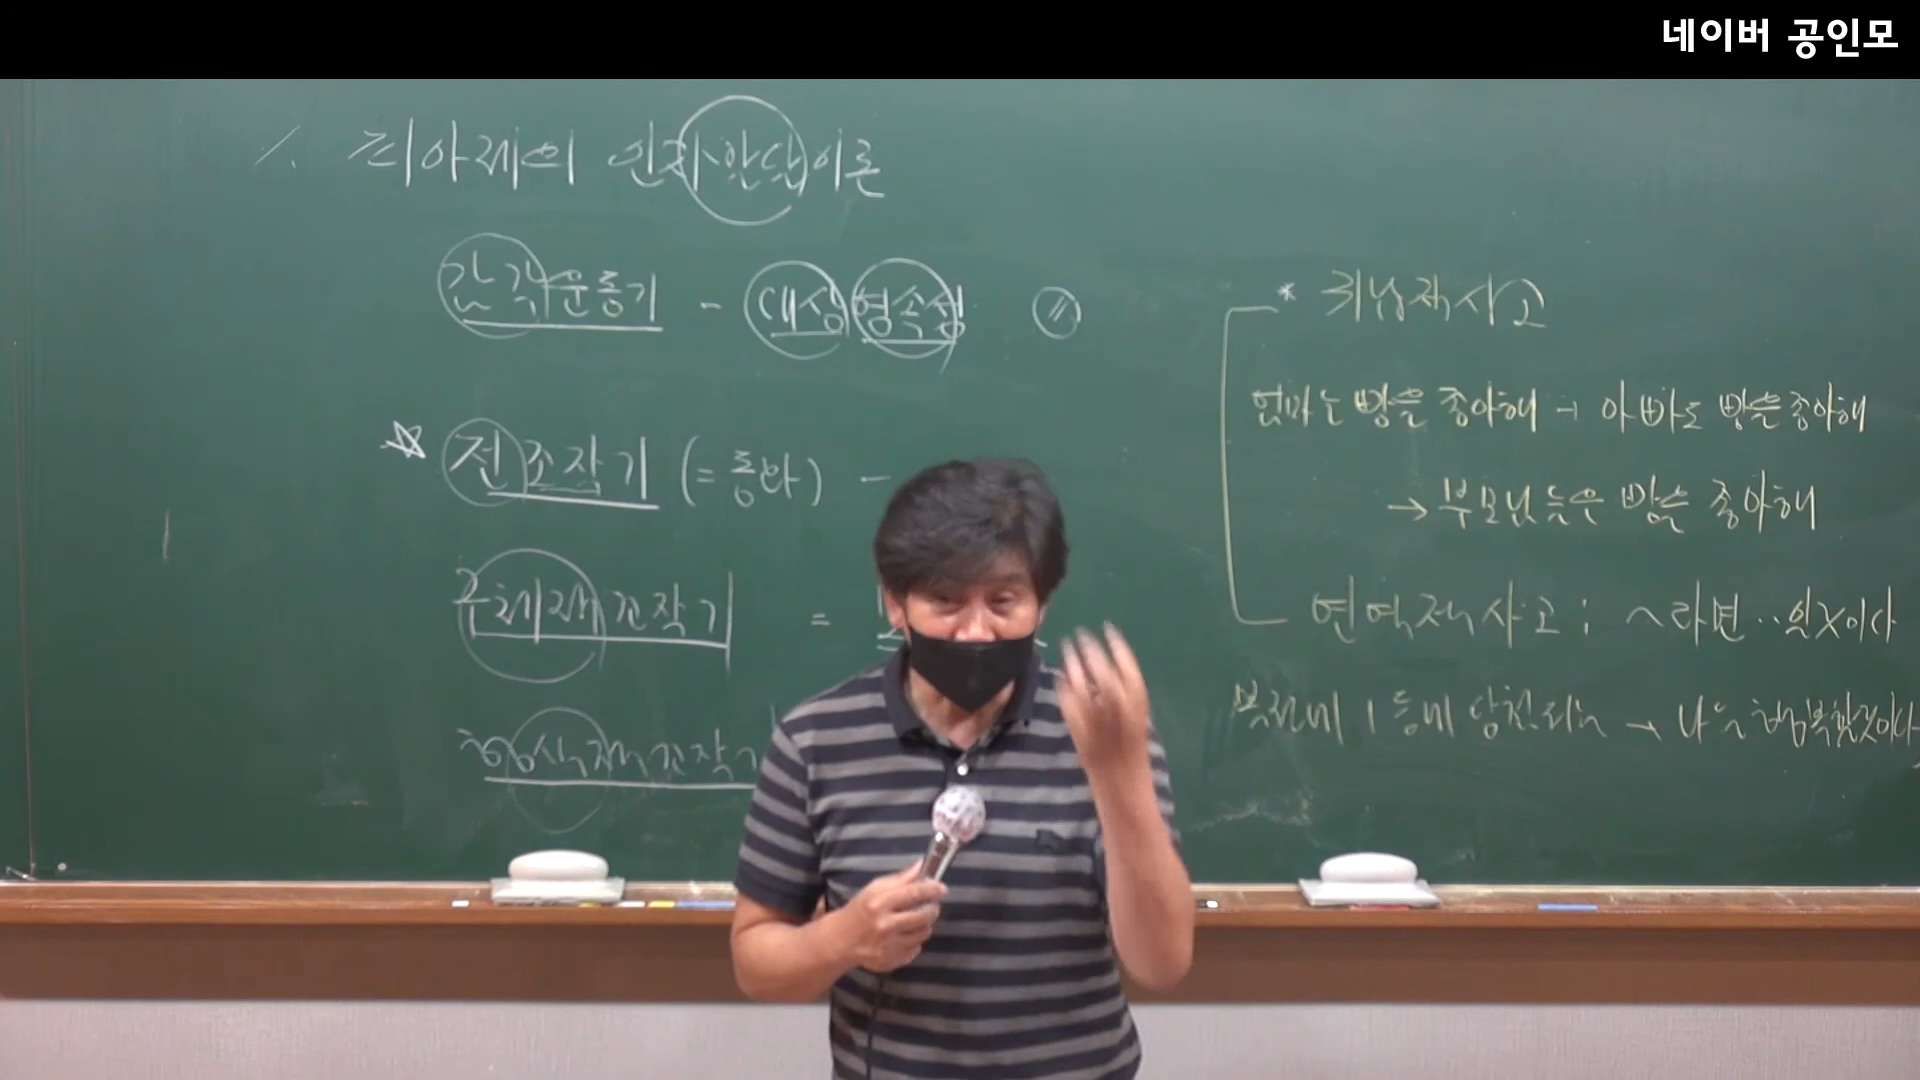 네이버 공인모
1. 피아제의 인지발달이론
감각운동기 - 대상영속성 //
☆ 전조작기 (= 동화) -
구체적조작기 =
형식적조작기
* 귀납적사고
엄마는 빵을 좋아해 → 아빠도 빵을 좋아해
→ 부모님들은 빵을 좋아해
연역적사고 : ~라면..일것이다
복권에 1등에 당첨되는 → 나는 행복할것이다